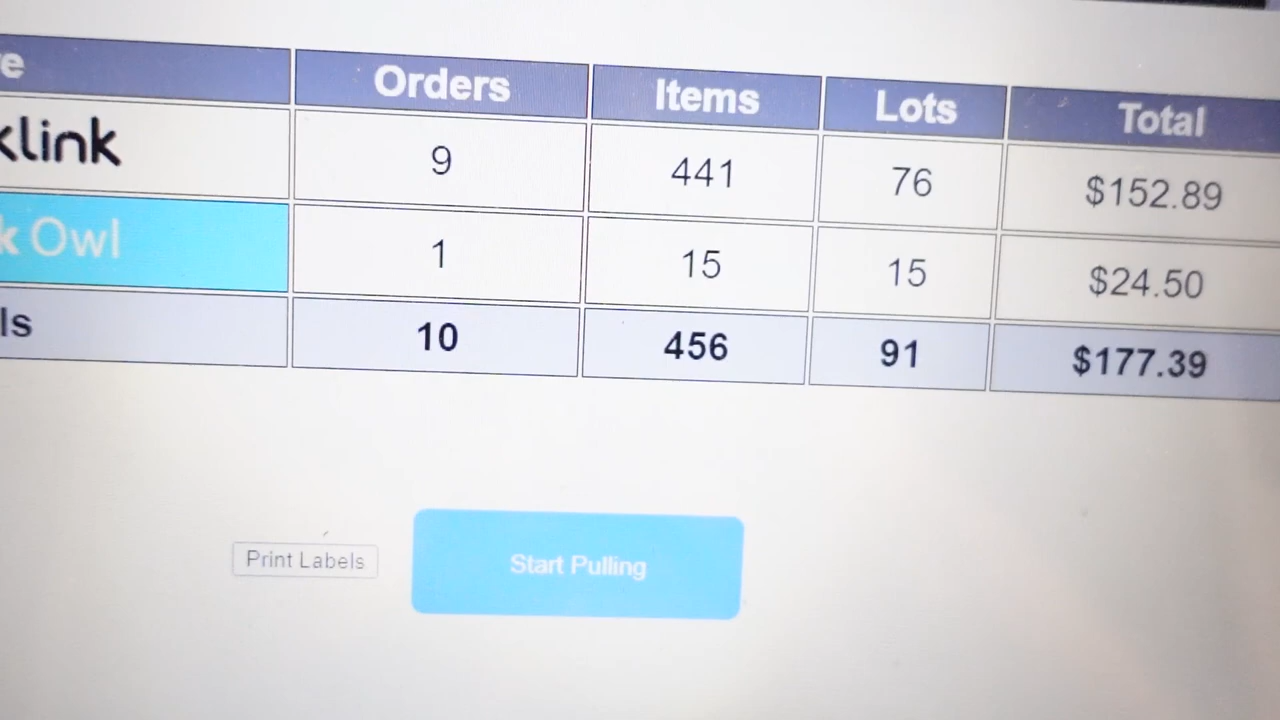 e Orders Items Lots Total
klink 9 441 76 $152.89
k Owl 1 15 15 $24.50
ls 10 456 91 $177.39
Print Labels Start Pulling